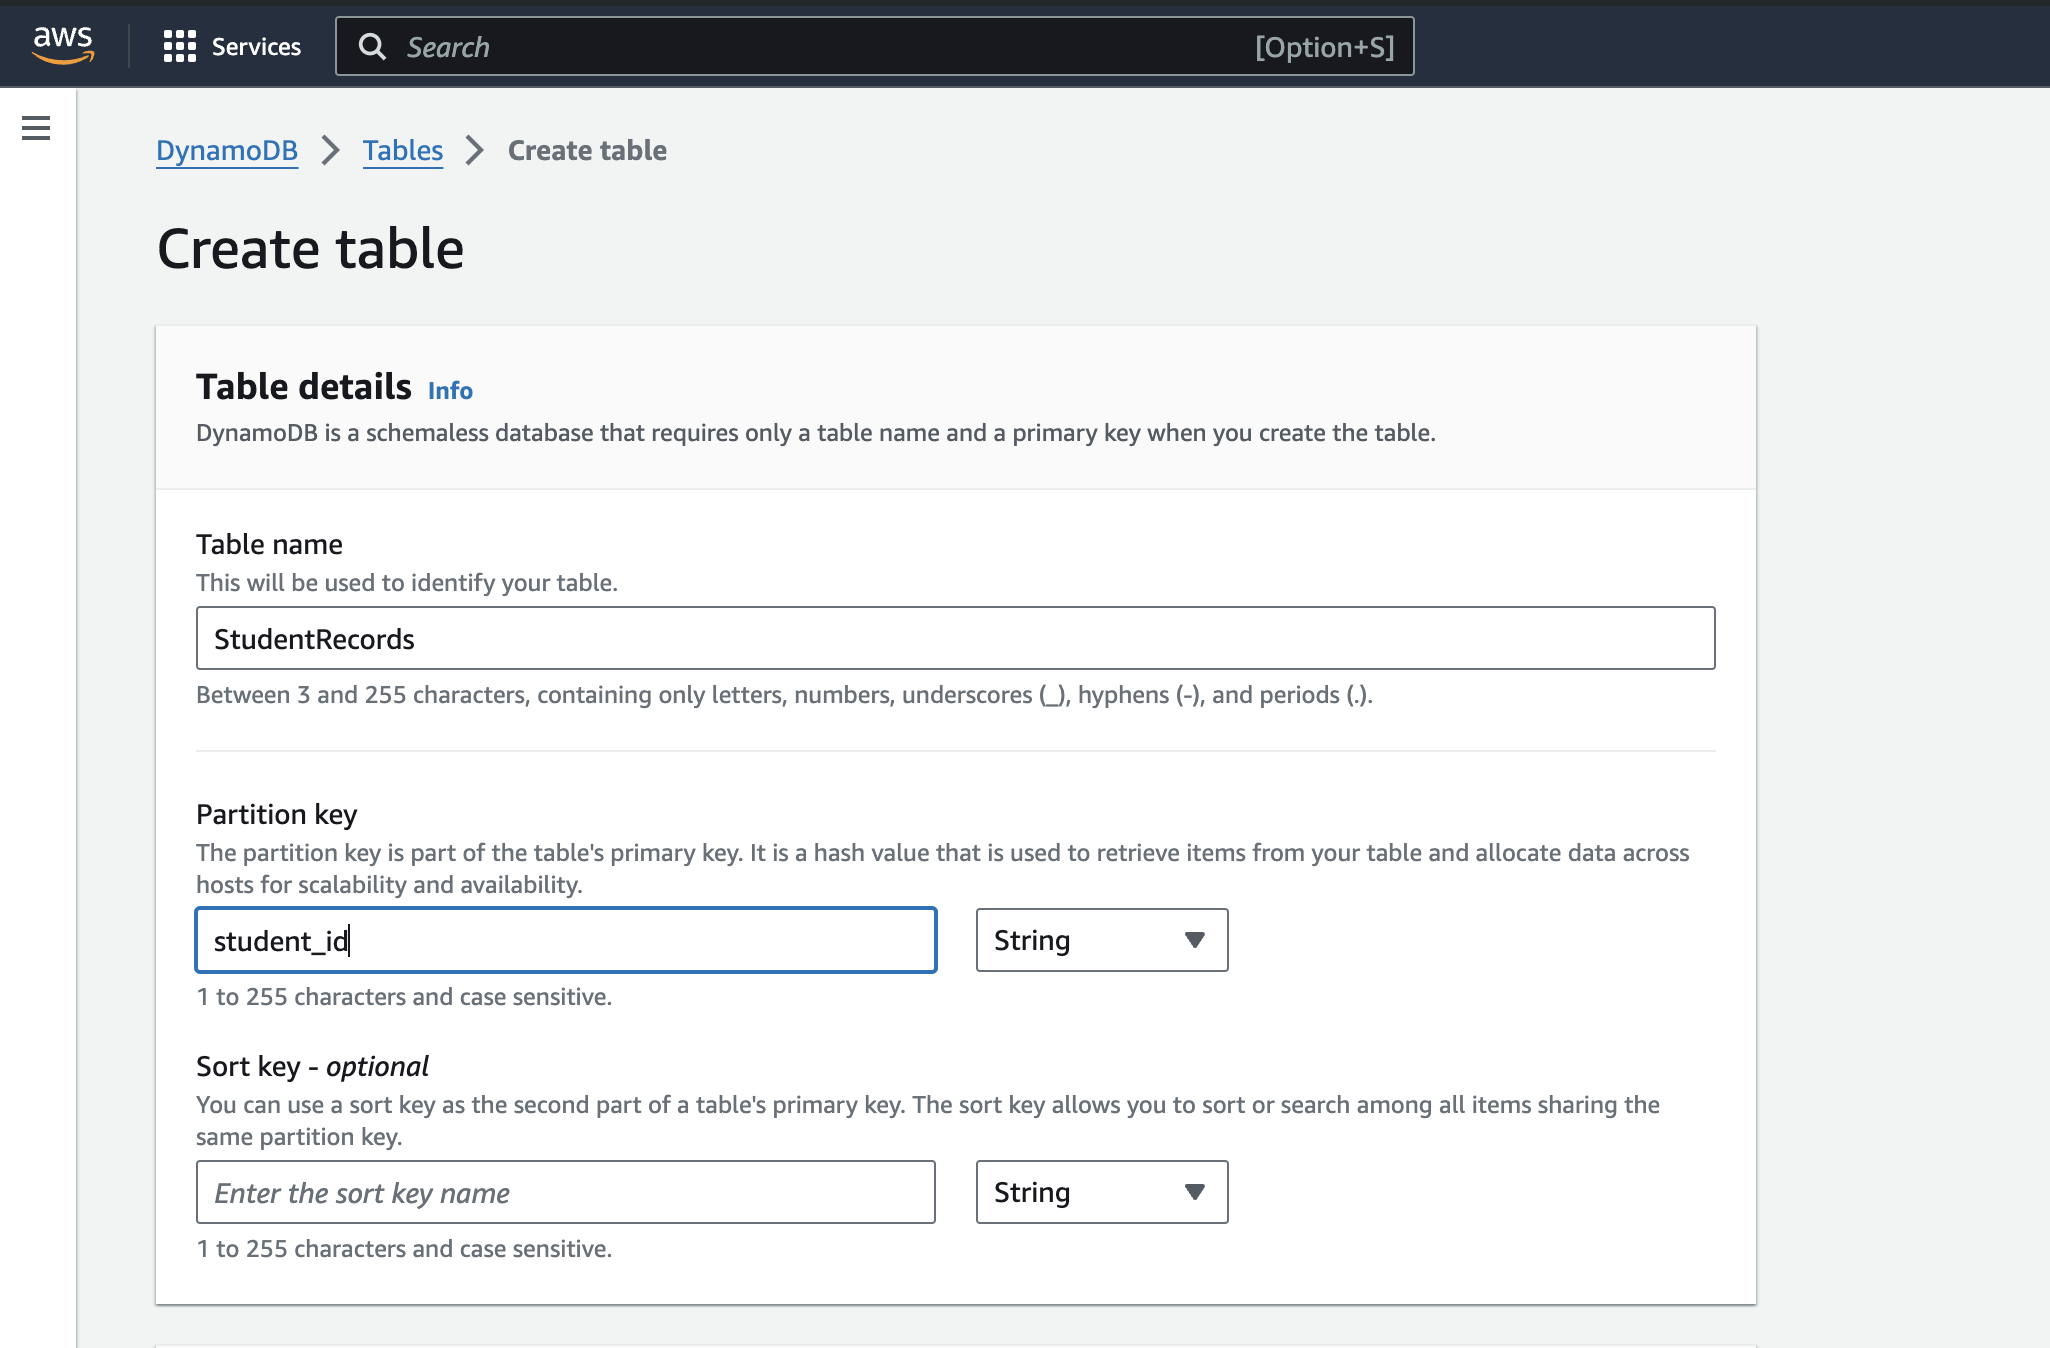 aws
Services
Search
[Option+S]
DynamoDB
Tables
Create table
Create table
Table details Info
DynamoDB is a schemaless database that requires only a table name and a primary key when you create the table.
Table name
This will be used to identify your table.
StudentRecords
Between 3 and 255 characters, containing only letters, numbers, underscores (_), hyphens (-), and periods (.).
Partition key
The partition key is part of the table's primary key. It is a hash value that is used to retrieve items from your table and allocate data across
hosts for scalability and availability.
student_id
String
1 to 255 characters and case sensitive.
Sort key - optional
You can use a sort key as the second part of a table's primary key. The sort key allows you to sort or search among all items sharing the
same partition key.
Enter the sort key name
String
1 to 255 characters and case sensitive.